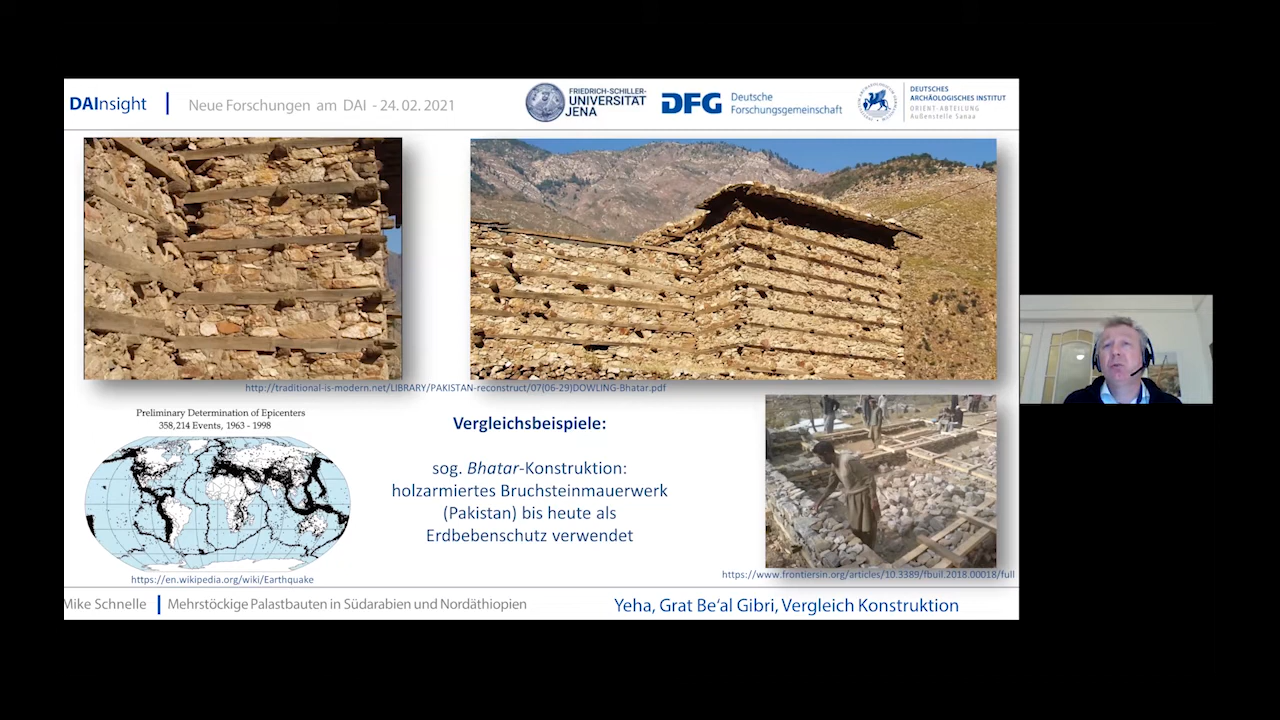 DAInsight
Neue Forschungen am DAI - 24.02.2021
FRIEDRICH-SCHILLER-
UNIVERSITÄT
JENA
DFG
Deutsche
Forschungsgemeinschaft
DEUTSCHES
ARCHÄOLOGISCHES INSTITUT
ORIENT-ABTEILUNG
Außenstelle Sanaa
http://traditional-is-modern.net/LIBRARY/PAKISTAN-reconstruct/07(06-29)DOWLING-Bhatar.pdf
Preliminary Determination of Epicenters
358,214 Events, 1963 - 1998
https://en.wikipedia.org/wiki/Earthquake
Vergleichsbeispiele:
sog. Bhatar-Konstruktion:
holzarmiertes Bruchsteinmauerwerk
(Pakistan) bis heute als
Erdbebenschutz verwendet
https://www.frontiersin.org/articles/10.3389/fbuil.2018.00018/full
Mike Schnelle
Mehrstöckige Palastbauten in Südarabien und Nordäthiopien
Yeha, Grat Be‘al Gibri, Vergleich Konstruktion